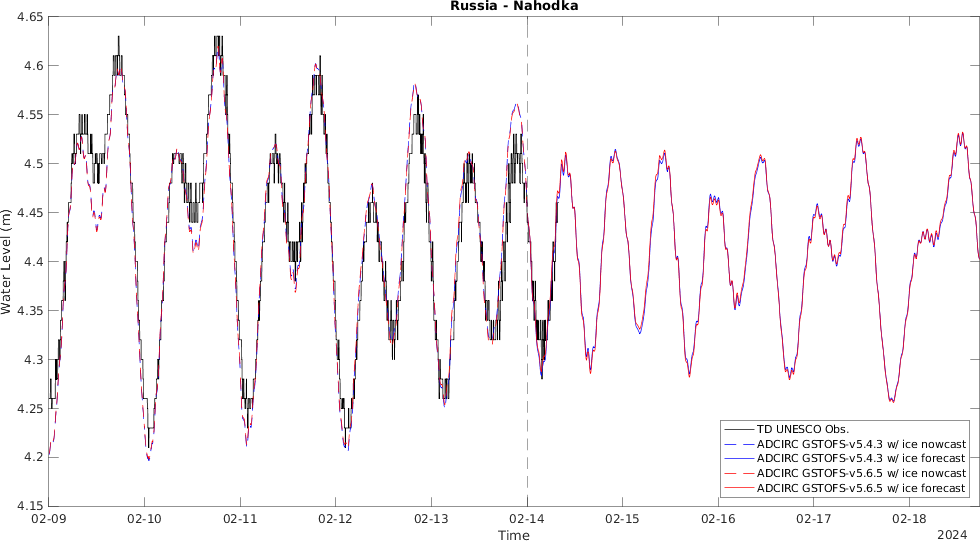 Russia - Nahodka
4.65
4.6
4.55
4.5
4.45
4.4
4.35
4.3
4.25
4.2
4.15
Water Level (m)
TD UNESCO Obs.
ADCIRC GSTOFS-v5.4.3 w/ ice nowcast
ADCIRC GSTOFS-v5.4.3 w/ ice forecast
ADCIRC GSTOFS-v5.6.5 w/ ice nowcast
ADCIRC GSTOFS-v5.6.5 w/ ice forecast
02-09 02-10 02-11 02-12 02-13 02-14 02-15 02-16 02-17 02-18
Time
2024